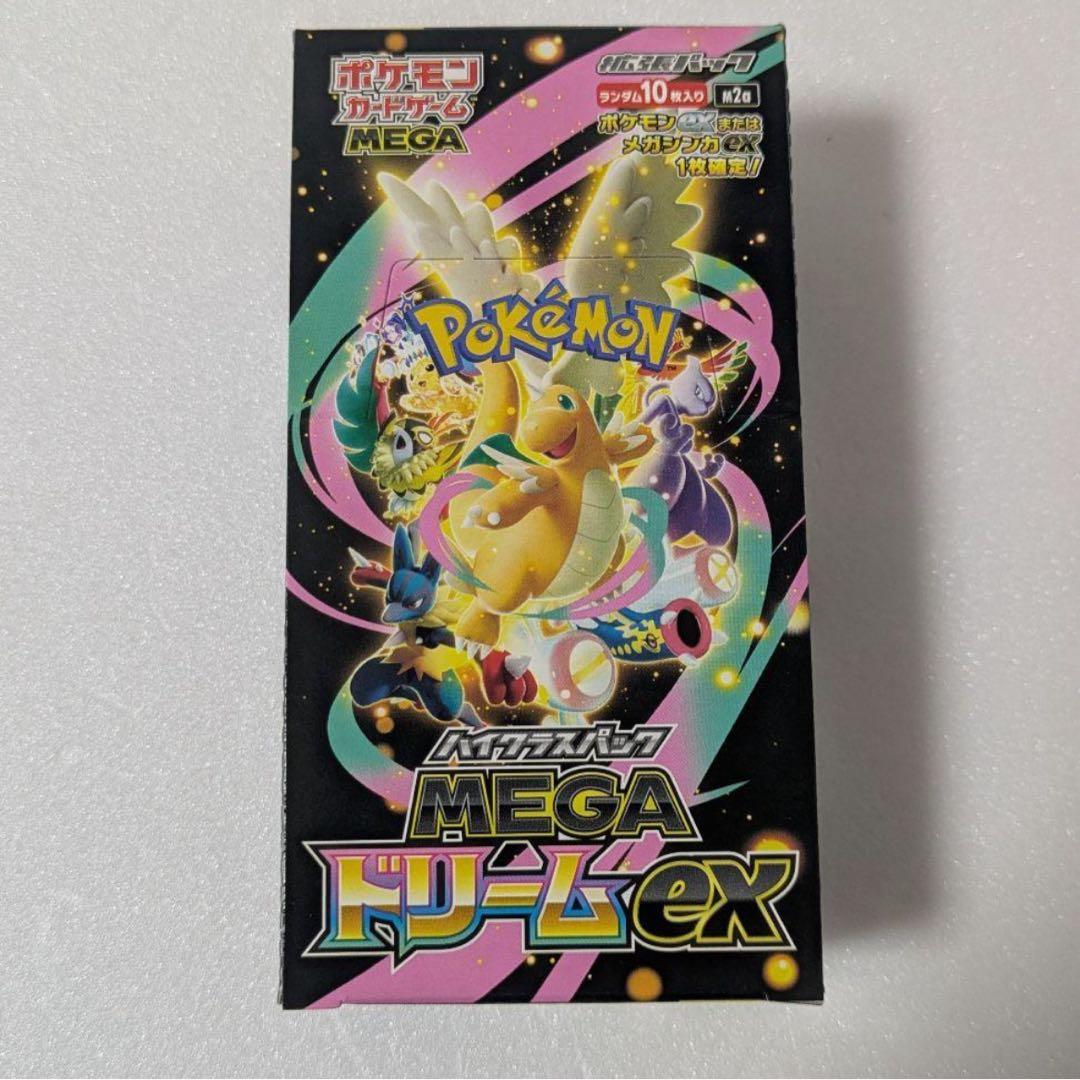 ポケモン
カードゲーム
MEGA
拡張パック
ランダム10枚入り M2a
ポケモンexまたは
メガシンカex
1枚確定!
POKéMON
TM
ハイクラスパック
MEGA
ドリームex